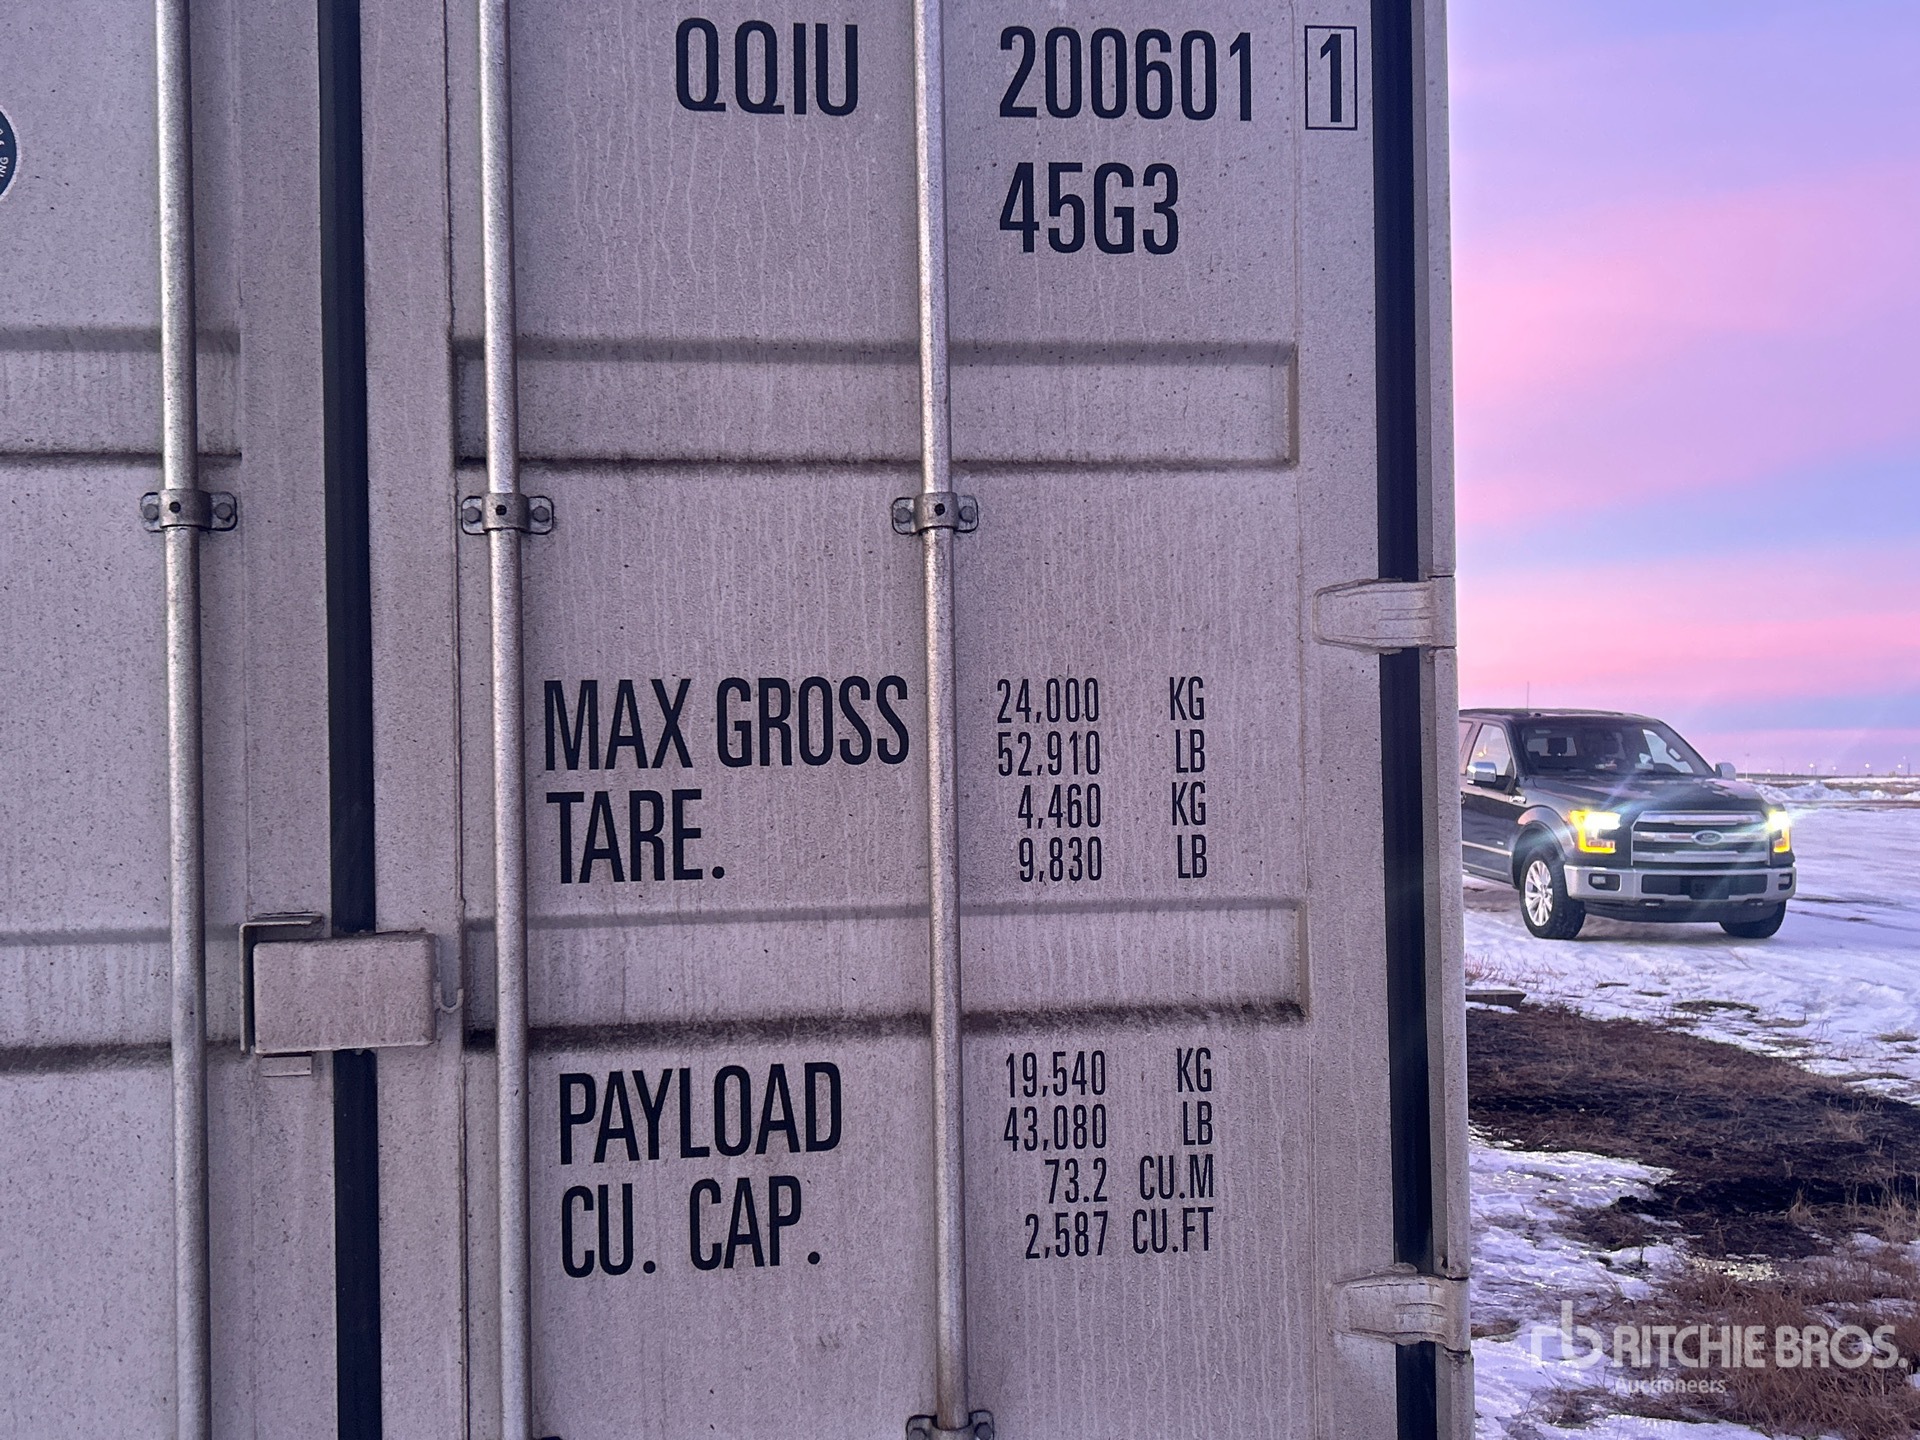 QQIU 200601 1
45G3
MAX GROSS 24,000 KG
52,910 LB
TARE. 4,460 KG
9,830 LB
PAYLOAD 19,540 KG
43,080 LB
CU. CAP. 73.2 CU.M
2,587 CU.FT
Ford
rb RITCHIE BROS.
Auctioneers